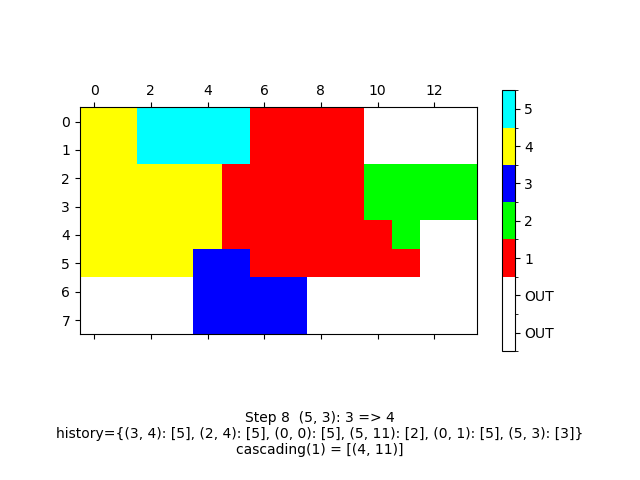 0 2 4 6 8 10 12
0
1
2
3
4
5
6
7
5
4
3
2
1
OUT
OUT
Step 8  (5, 3): 3 => 4
history={(3, 4): [5], (2, 4): [5], (0, 0): [5], (5, 11): [2], (0, 1): [5], (5, 3): [3]}
cascading(1) = [(4, 11)]